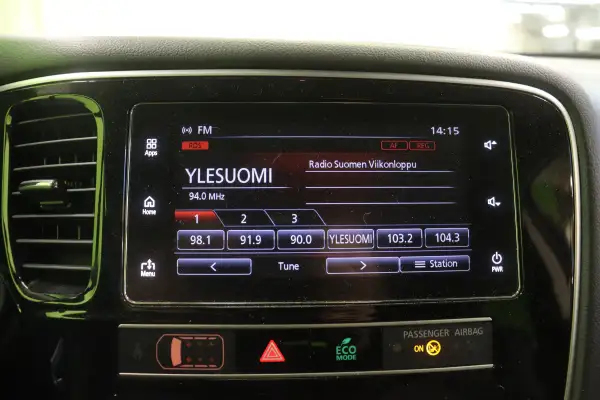 FM 14:15
RDS AF REG
Apps
Radio Suomen Viikonloppu
YLESUOMI
94.0 MHz
Home
1 2 3
98.1 91.9 90.0 YLESUOMI 103.2 104.3
< Tune > Station
Menu PWR
PASSENGER AIRBAG
ECO MODE
ON